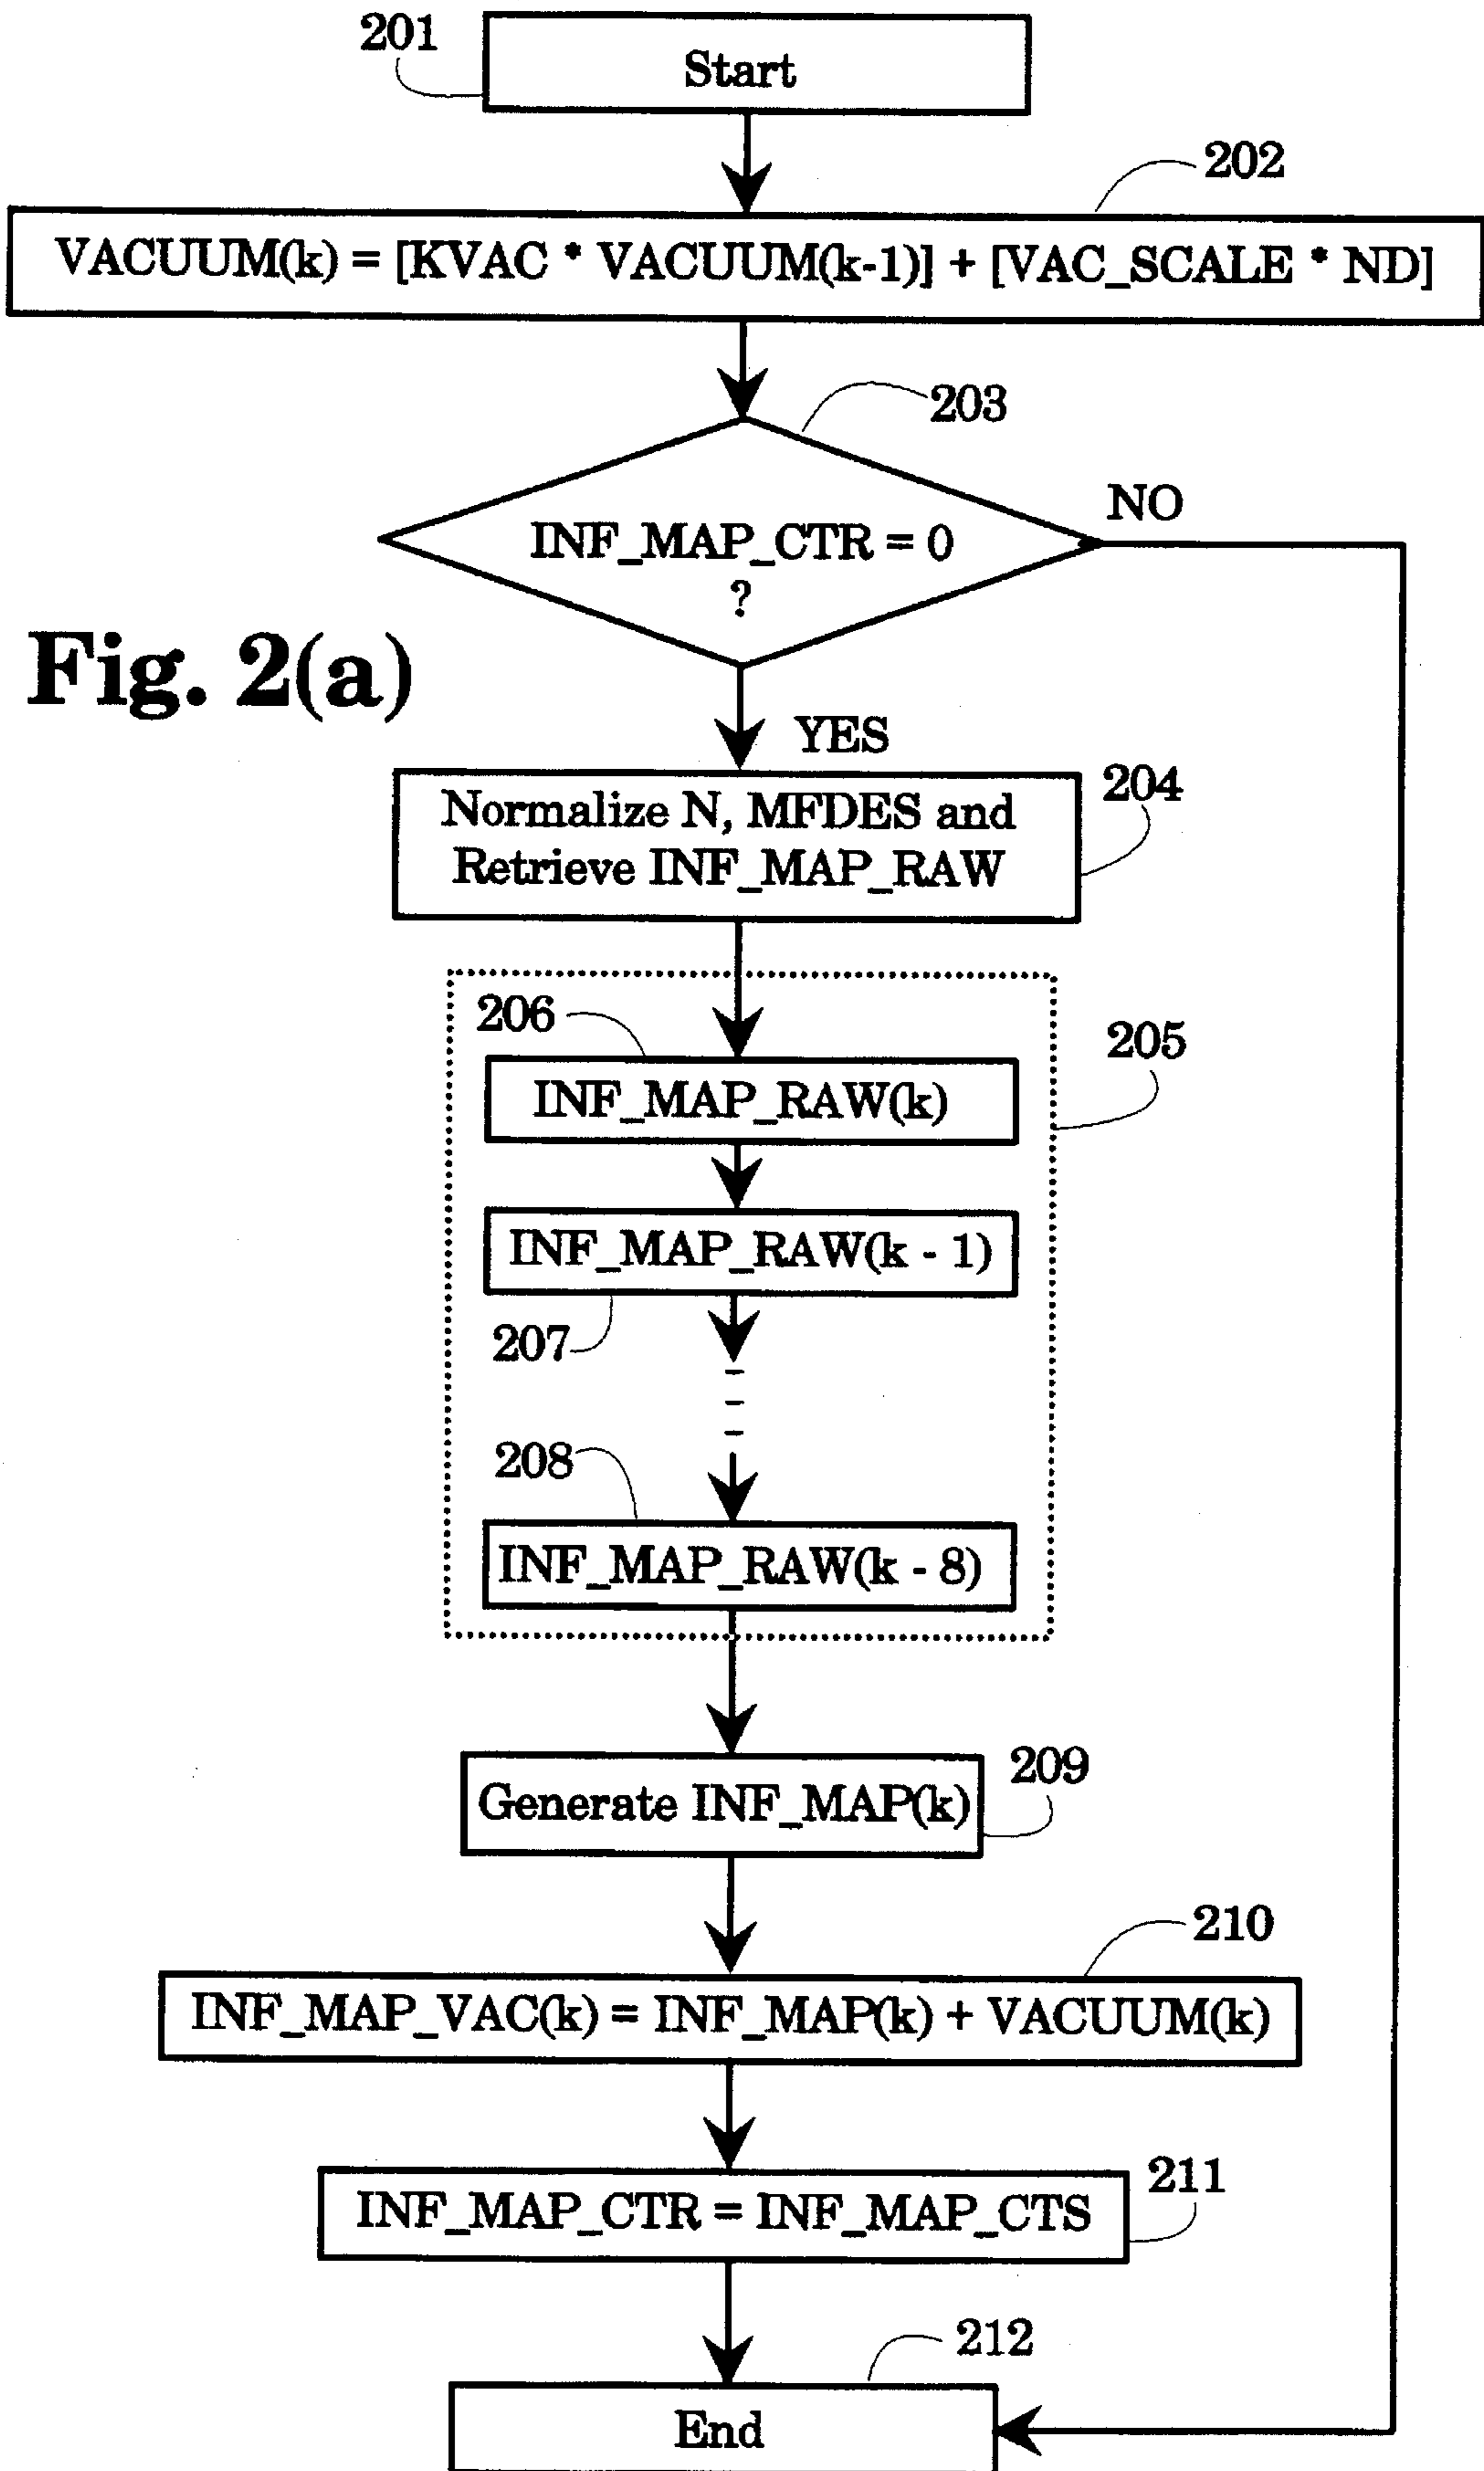 201
Start
202
VACUUM(k) = [KVAC * VACUUM(k-1)] + [VAC_SCALE * ND]
203
NO
INF_MAP_CTR = 0
?
Fig. 2(a)
YES
204
Normalize N, MFDES and
Retrieve INF_MAP_RAW
205
206
INF_MAP_RAW(k)
INF_MAP_RAW(k - 1)
207
208
INF_MAP_RAW(k - 8)
209
Generate INF_MAP(k)
210
INF_MAP_VAC(k) = INF_MAP(k) + VACUUM(k)
211
INF_MAP_CTR = INF_MAP_CTS
212
End